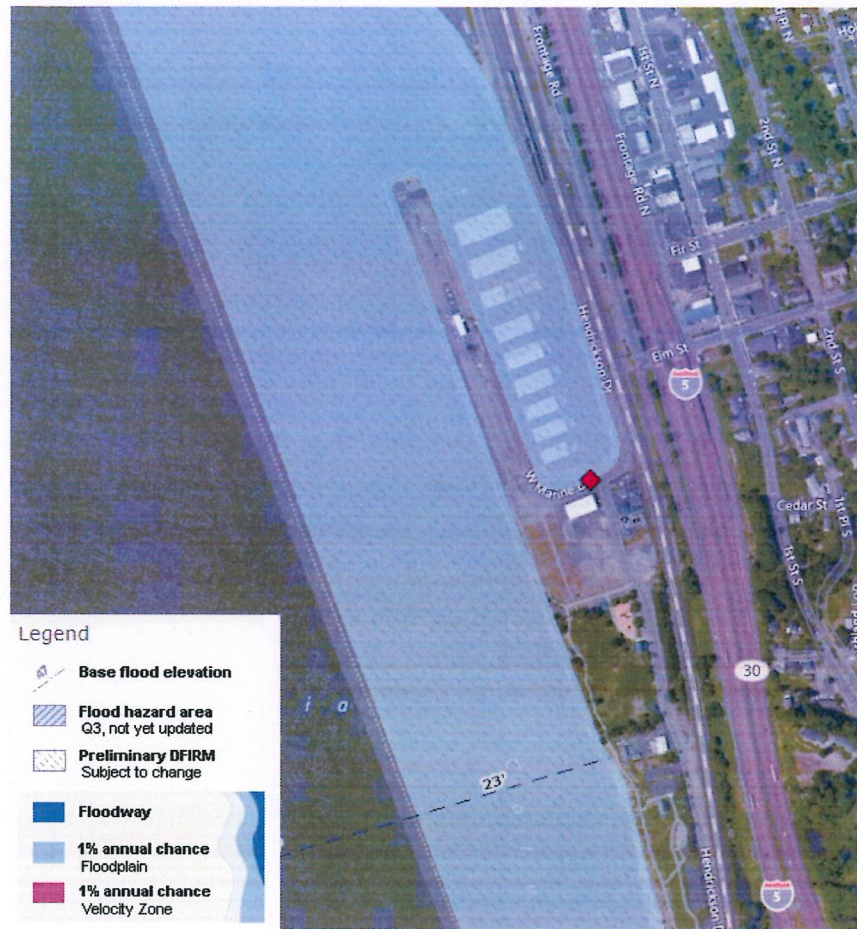 Frontage Rd
1st St N
Pl N
2nd St N
Frontage Rd N
Fir St
Hendrickson Dr
Elm St
2nd St S
5
W Marine D
Cedar St
1st Pl S
1st St S
30
Legend
Base flood elevation
Flood hazard area
Q3, not yet updated
i a
Preliminary DFIRM
Subject to change
23'
Floodway
1% annual chance
Floodplain
Hendrickson D
1% annual chance
Velocity Zone
5